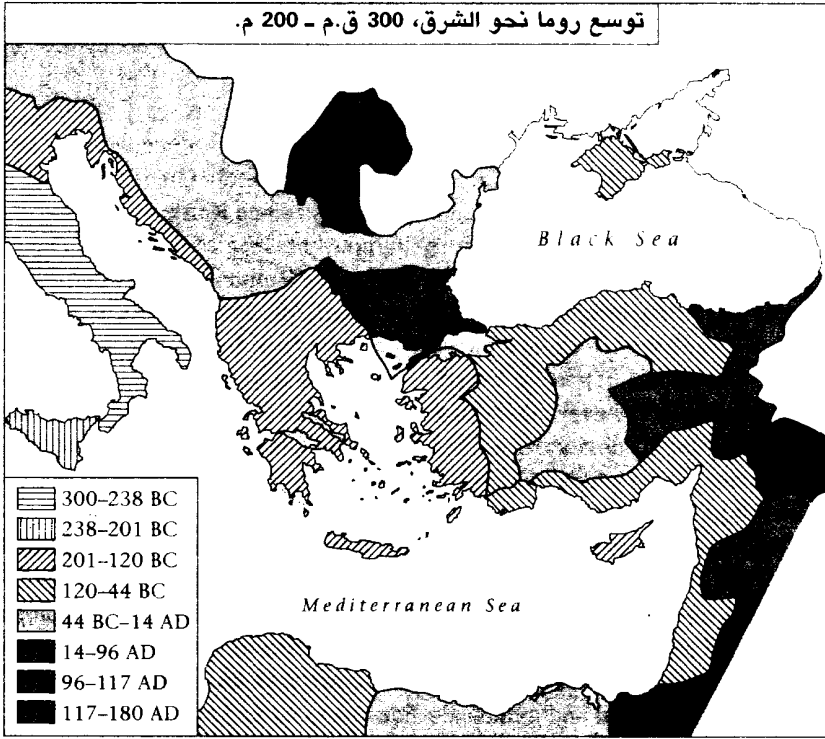 توسع روما نحو الشرق، 300 ق.م - 200 م.
Black Sea
Mediterranean Sea
300–238 BC
238–201 BC
201–120 BC
120–44 BC
44 BC–14 AD
14–96 AD
96–117 AD
117–180 AD